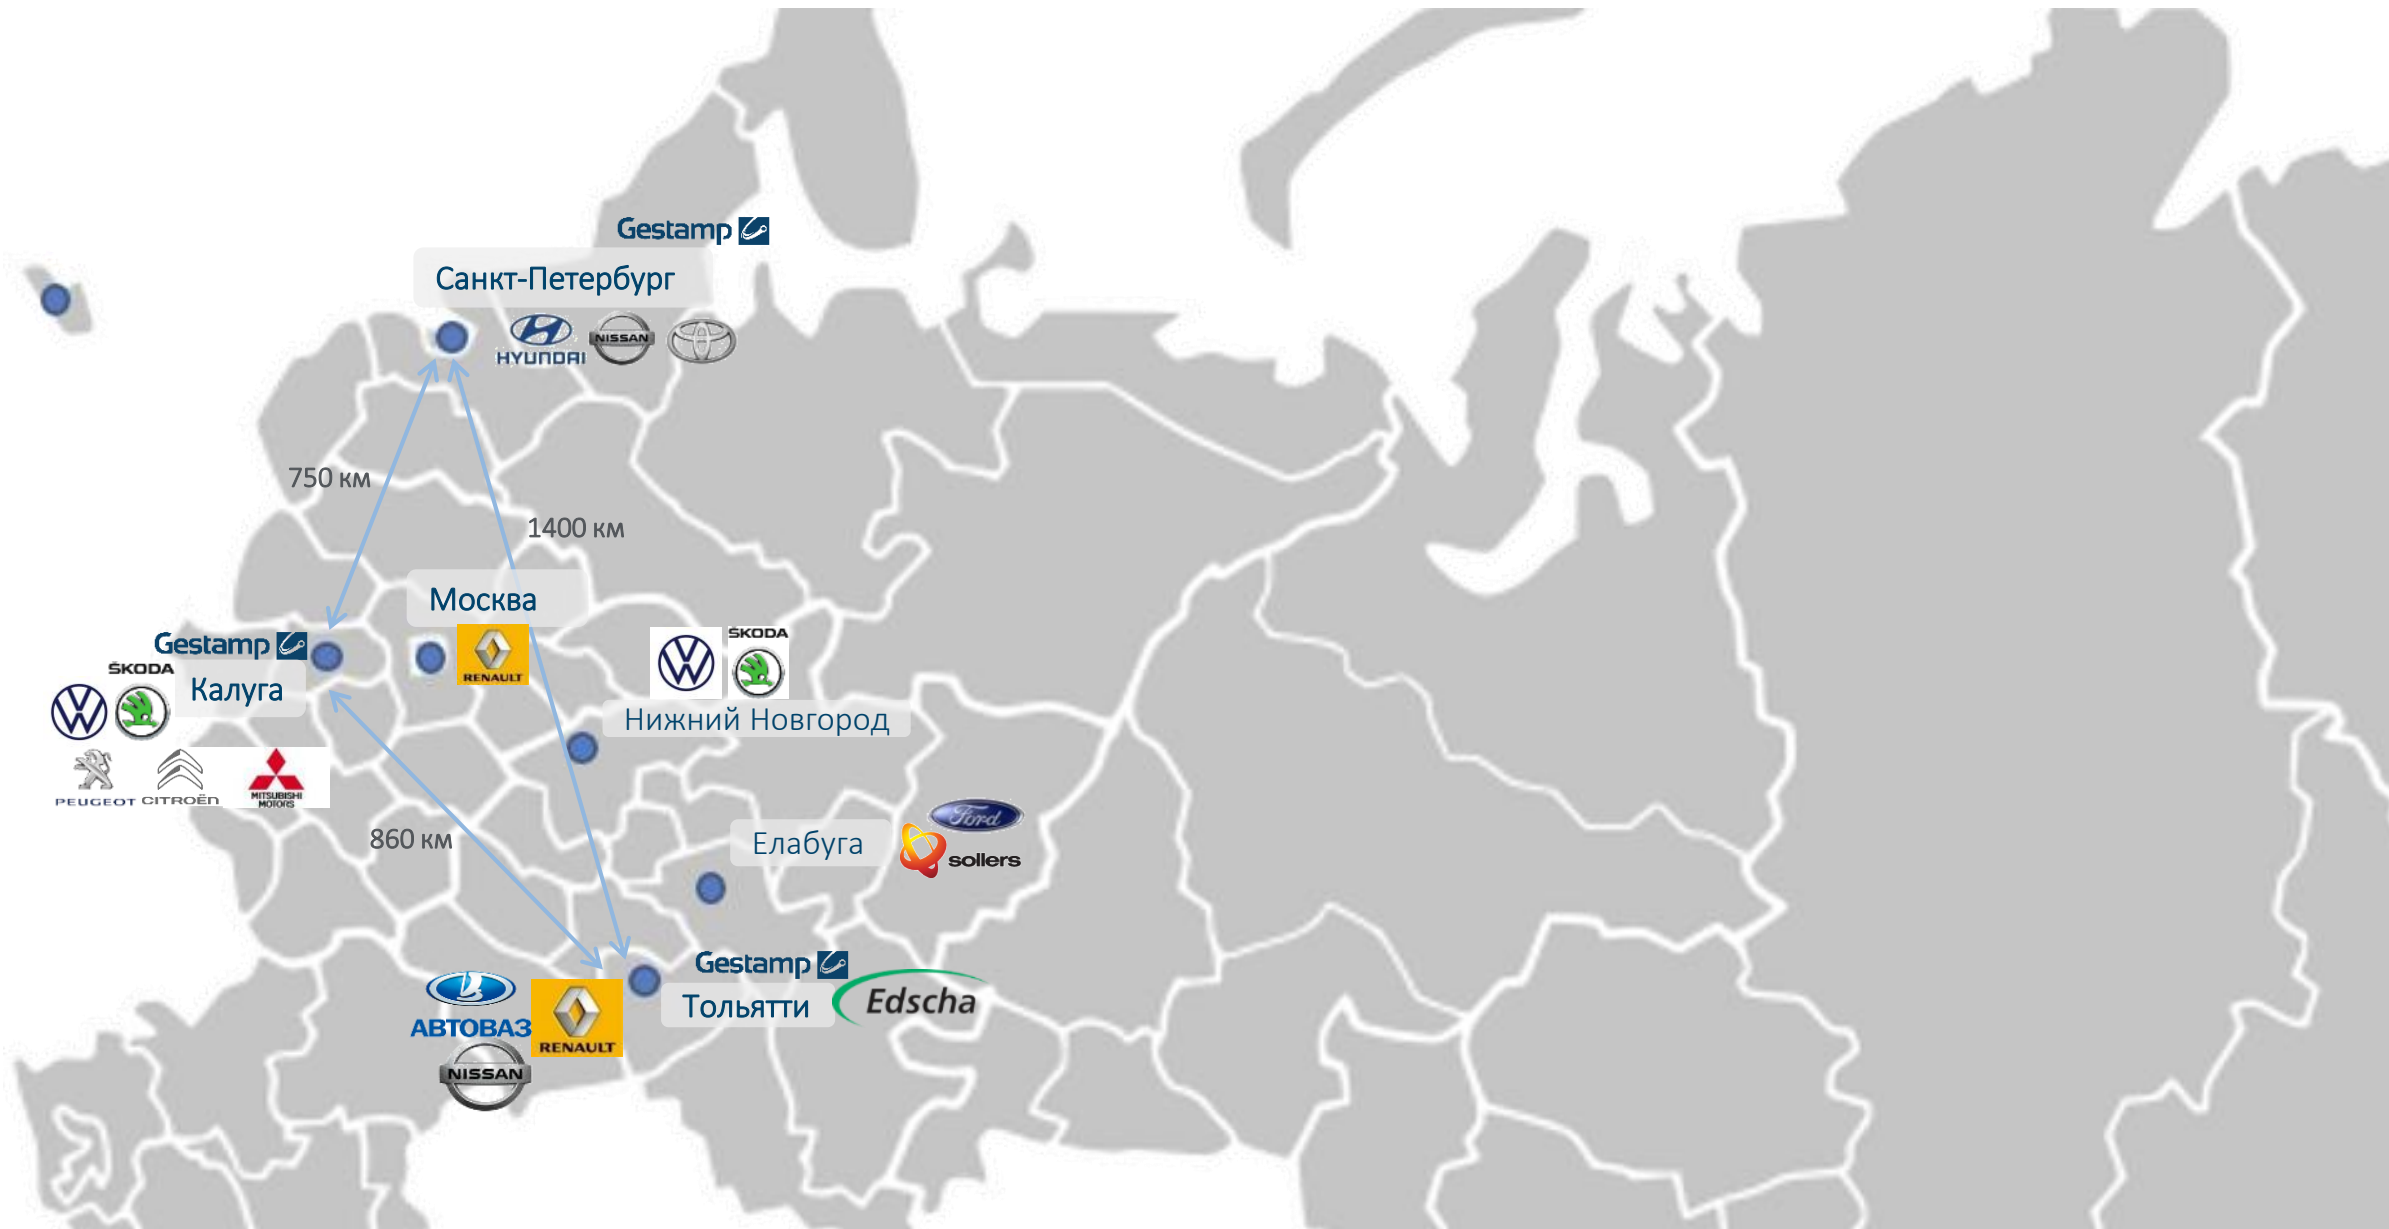 Gestamp
Санкт-Петербург
HYUNDAI
NISSAN
750 км
1400 км
Москва
RENAULT
Gestamp
ŠKODA
Калуга
PEUGEOT
CITROËN
MITSUBISHI
MOTORS
ŠKODA
Нижний Новгород
860 км
Елабуга
Ford
sollers
Gestamp
Тольятти
Edscha
АВТОВАЗ
RENAULT
NISSAN